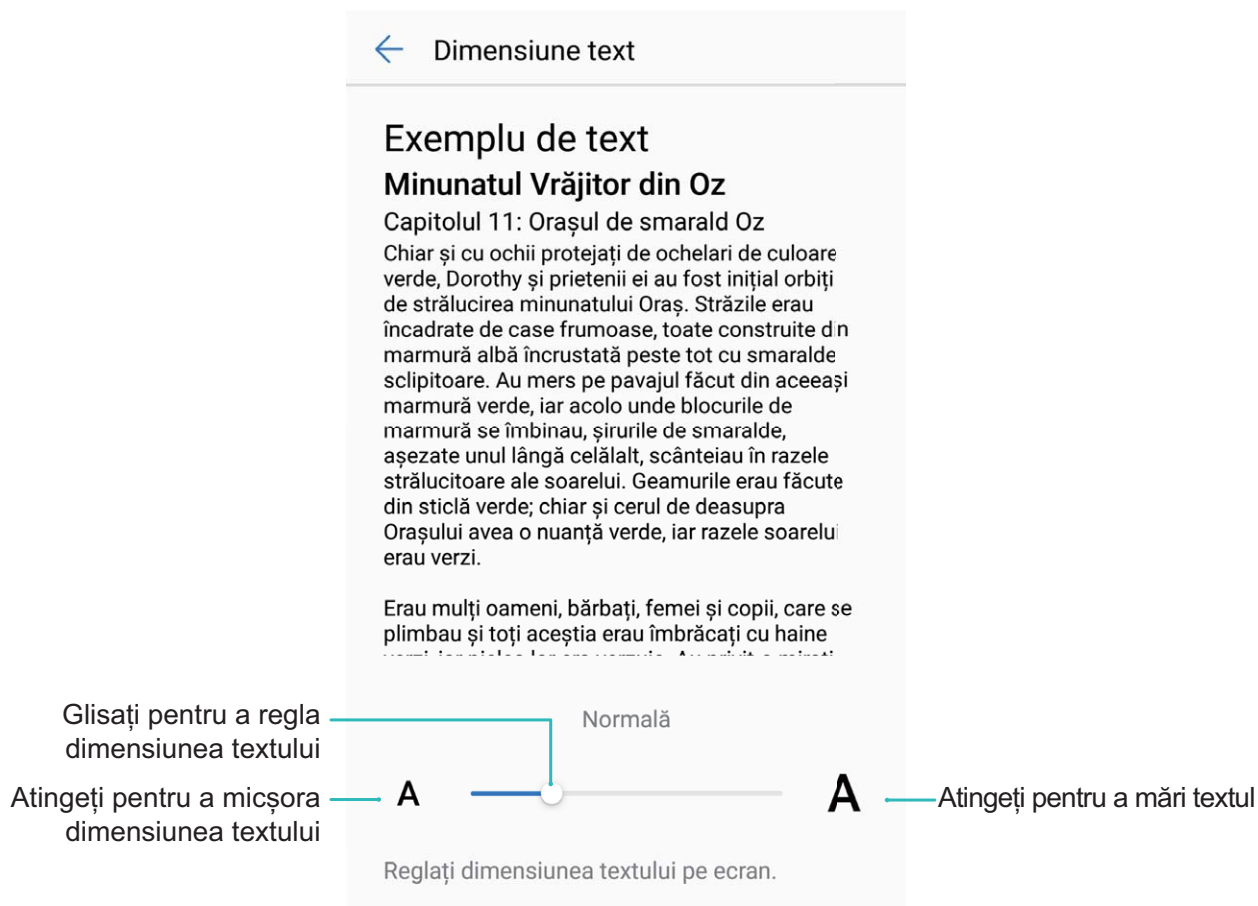 Dimensiune text
Exemplu de text
Minunatul Vrăjitor din Oz
Capitolul 11: Orașul de smarald Oz
Chiar și cu ochii protejați de ochelari de culoare
verde, Dorothy și prietenii ei au fost inițial orbiți
de strălucirea minunatului Oraș. Străzile erau
încadrate de case frumoase, toate construite din
marmură albă încrustată peste tot cu smaralde
sclipitoare. Au mers pe pavajul făcut din aceeași
marmură verde, iar acolo unde blocurile de
marmură se îmbinau, șirurile de smaralde,
așezate unul lângă celălalt, scânteiau în razele
strălucitoare ale soarelui. Geamurile erau făcute
din sticlă verde; chiar și cerul de deasupra
Orașului avea o nuanță verde, iar razele soarelui
erau verzi.
Erau mulți oameni, bărbați, femei și copii, care se
plimbau și toți aceștia erau îmbrăcați cu haine
Glisați pentru a regla
dimensiunea textului
Normală
Atingeți pentru a micșora
dimensiunea textului
A
A
Atingeți pentru a mări textul
Reglați dimensiunea textului pe ecran.